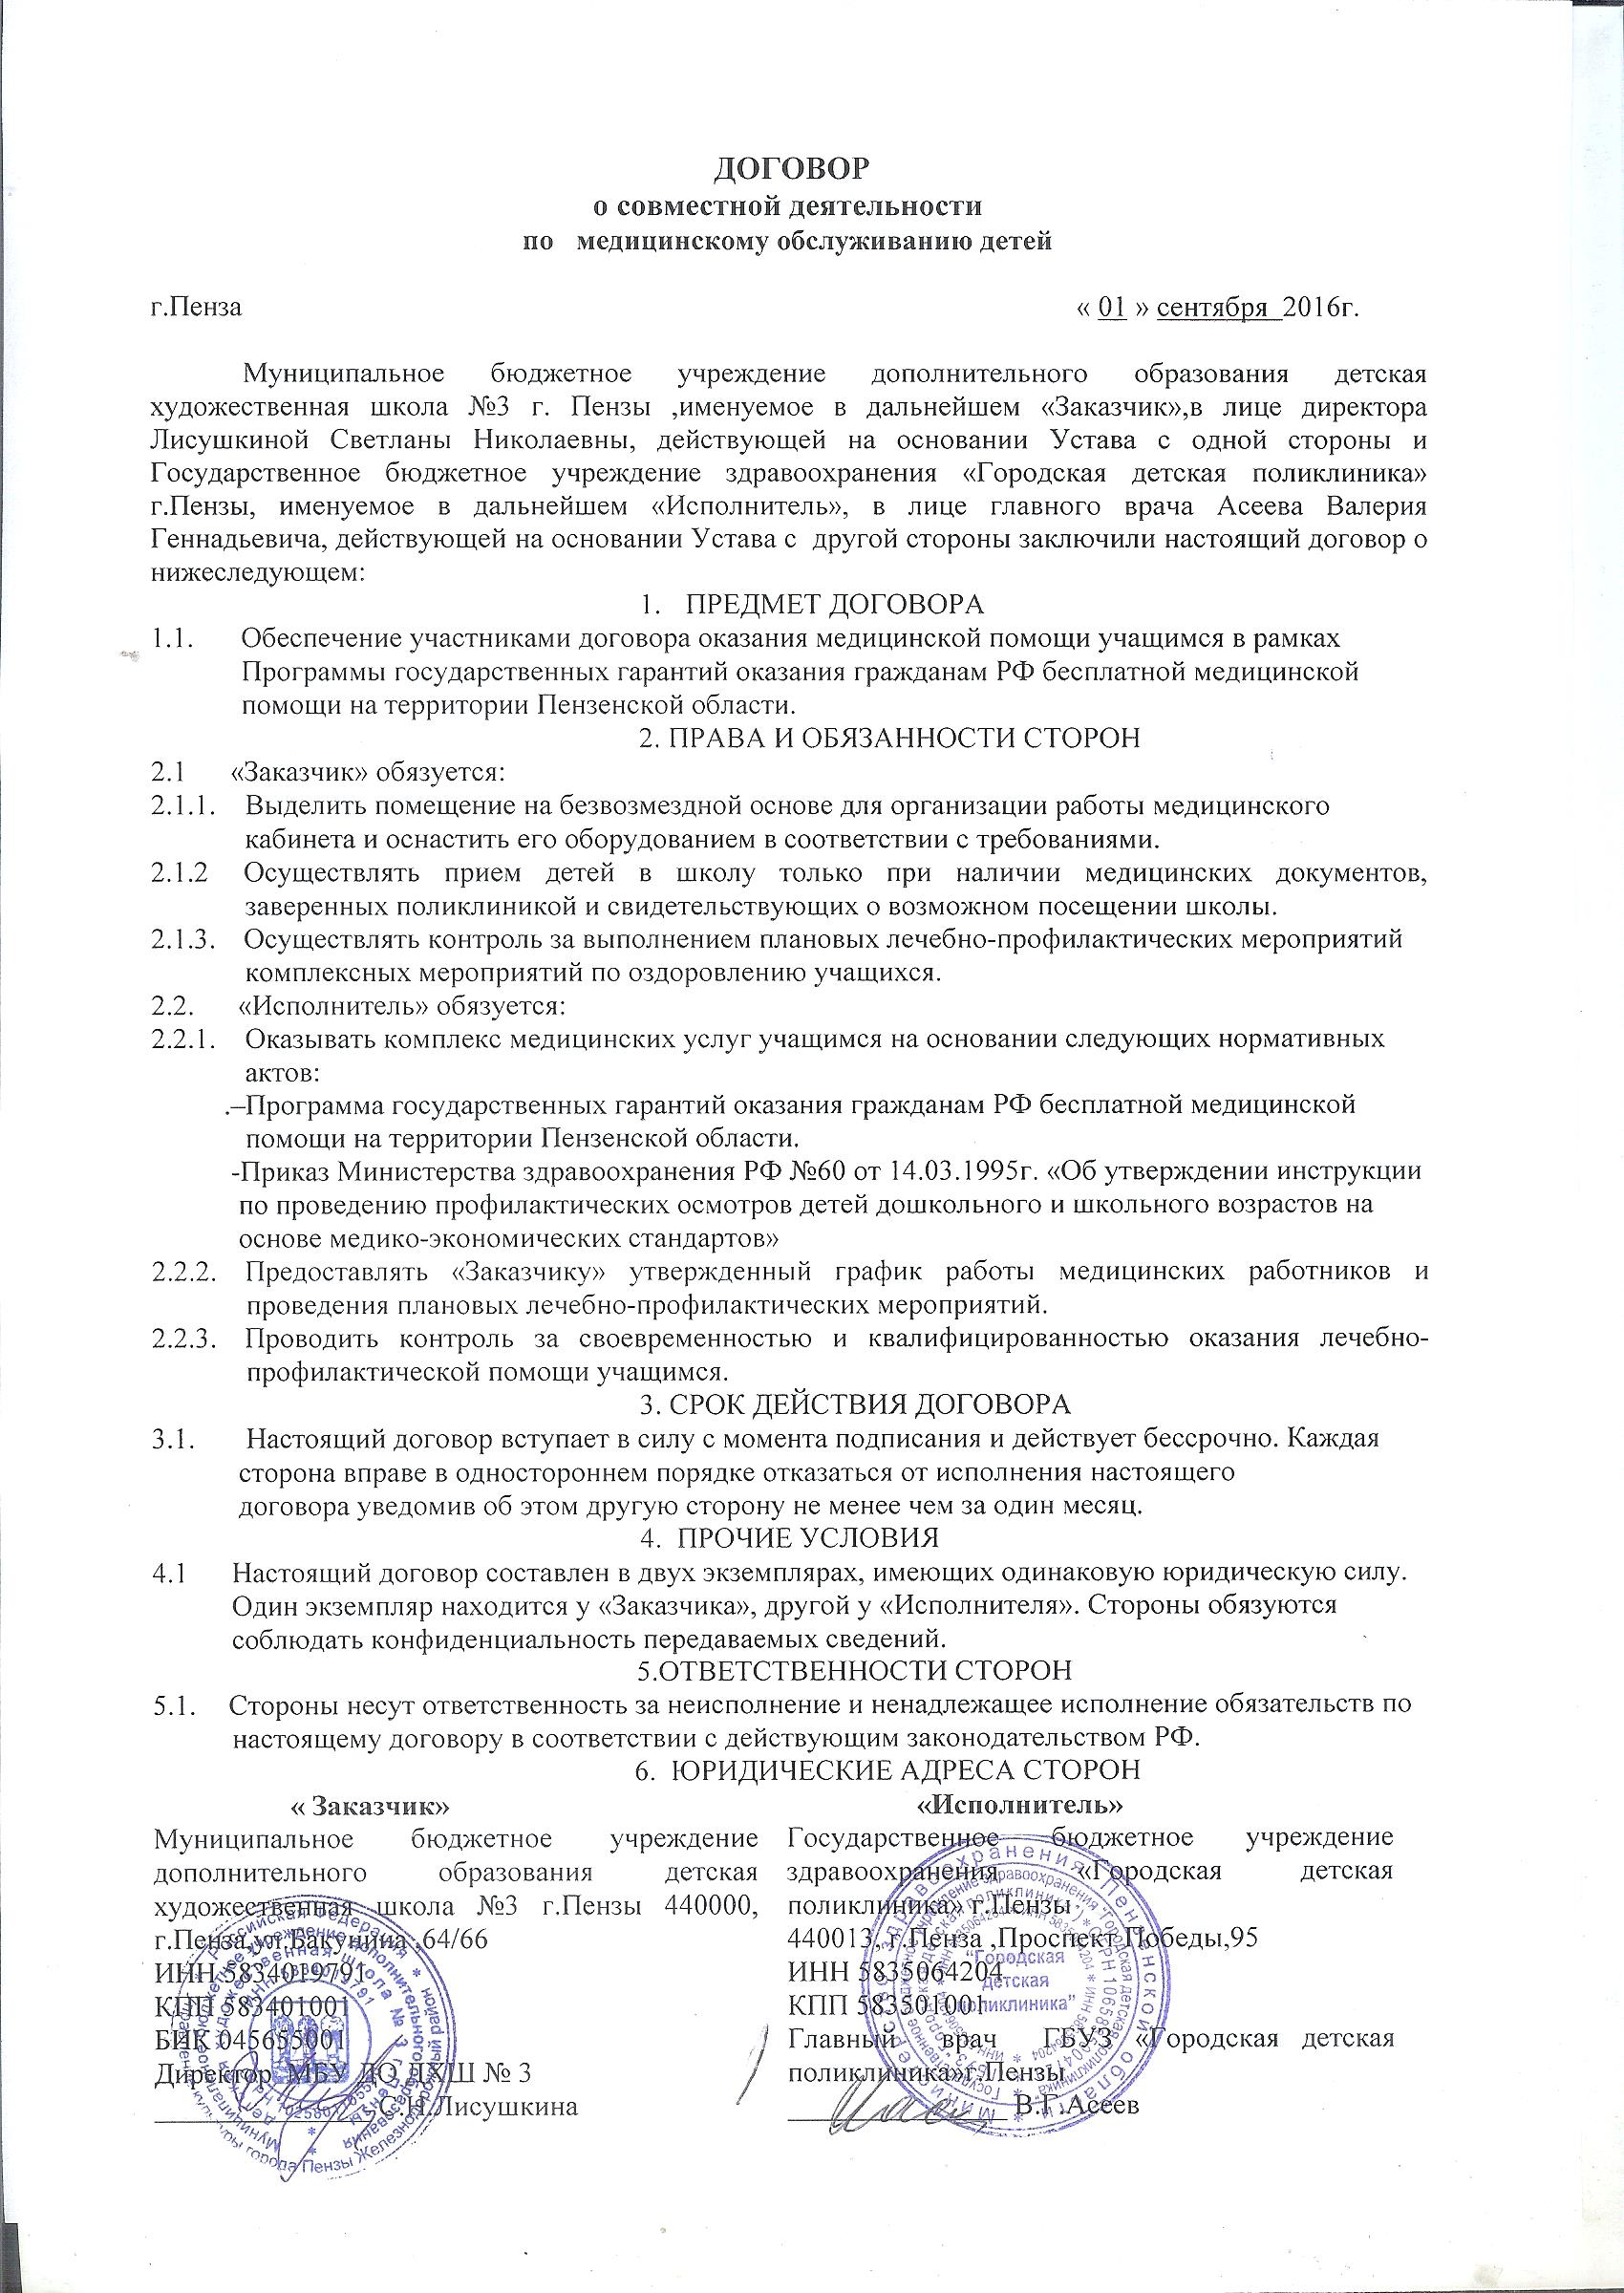 ДОГОВОР
о совместной деятельности
по медицинскому обслуживанию детей
г.Пенза « 01 » сентября 2016г.
Муниципальное бюджетное учреждение дополнительного образования детская
художественная школа №3 г. Пензы ,именуемое в дальнейшем «Заказчик»,в лице директора
Лисушкиной Светланы Николаевны, действующей на основании Устава с одной стороны и
Государственное бюджетное учреждение здравоохранения «Городская детская поликлиника»
г.Пензы, именуемое в дальнейшем «Исполнитель», в лице главного врача Асеева Валерия
Геннадьевича, действующей на основании Устава с другой стороны заключили настоящий договор о
нижеследующем:
1. ПРЕДМЕТ ДОГОВОРА
1.1. Обеспечение участниками договора оказания медицинской помощи учащимся в рамках
Программы государственных гарантий оказания гражданам РФ бесплатной медицинской
помощи на территории Пензенской области.
2. ПРАВА И ОБЯЗАННОСТИ СТОРОН
2.1 «Заказчик» обязуется:
2.1.1. Выделить помещение на безвозмездной основе для организации работы медицинского
кабинета и оснастить его оборудованием в соответствии с требованиями.
2.1.2 Осуществлять прием детей в школу только при наличии медицинских документов,
заверенных поликлиникой и свидетельствующих о возможном посещении школы.
2.1.3. Осуществлять контроль за выполнением плановых лечебно-профилактических мероприятий
комплексных мероприятий по оздоровлению учащихся.
2.2. «Исполнитель» обязуется:
2.2.1. Оказывать комплекс медицинских услуг учащимся на основании следующих нормативных
актов:
.–Программа государственных гарантий оказания гражданам РФ бесплатной медицинской
помощи на территории Пензенской области.
-Приказ Министерства здравоохранения РФ №60 от 14.03.1995г. «Об утверждении инструкции
по проведению профилактических осмотров детей дошкольного и школьного возрастов на
основе медико-экономических стандартов»
2.2.2. Предоставлять «Заказчику» утвержденный график работы медицинских работников и
проведения плановых лечебно-профилактических мероприятий.
2.2.3. Проводить контроль за своевременностью и квалифицированностью оказания лечебно-
профилактической помощи учащимся.
3. СРОК ДЕЙСТВИЯ ДОГОВОРА
3.1. Настоящий договор вступает в силу с момента подписания и действует бессрочно. Каждая
сторона вправе в одностороннем порядке отказаться от исполнения настоящего
договора уведомив об этом другую сторону не менее чем за один месяц.
4. ПРОЧИЕ УСЛОВИЯ
4.1 Настоящий договор составлен в двух экземплярах, имеющих одинаковую юридическую силу.
Один экземпляр находится у «Заказчика», другой у «Исполнителя». Стороны обязуются
соблюдать конфиденциальность передаваемых сведений.
5.ОТВЕТСТВЕННОСТИ СТОРОН
5.1. Стороны несут ответственность за неисполнение и ненадлежащее исполнение обязательств по
настоящему договору в соответствии с действующим законодательством РФ.
6. ЮРИДИЧЕСКИЕ АДРЕСА СТОРОН
« Заказчик»
Муниципальное бюджетное учреждение
дополнительного образования детская
художественная школа №3 г.Пензы 440000,
г.Пенза,ул.Бакунина ,64/66
ИНН 5834019791
КПП 583401001
БИК 045655001
Директор МБУ ДО ДХШ № 3
С.Н.Лисушкина
«Исполнитель»
Государственное бюджетное учреждение
здравоохранения «Городская детская
поликлиника» г.Пензы
440013, г.Пенза ,Проспект Победы,95
ИНН 5835064204
КПП 583501001
Главный врач ГБУЗ «Городская детская
поликлиника»г.Пензы
В.Г.Асеев
"Городская
детская
поликлиника"